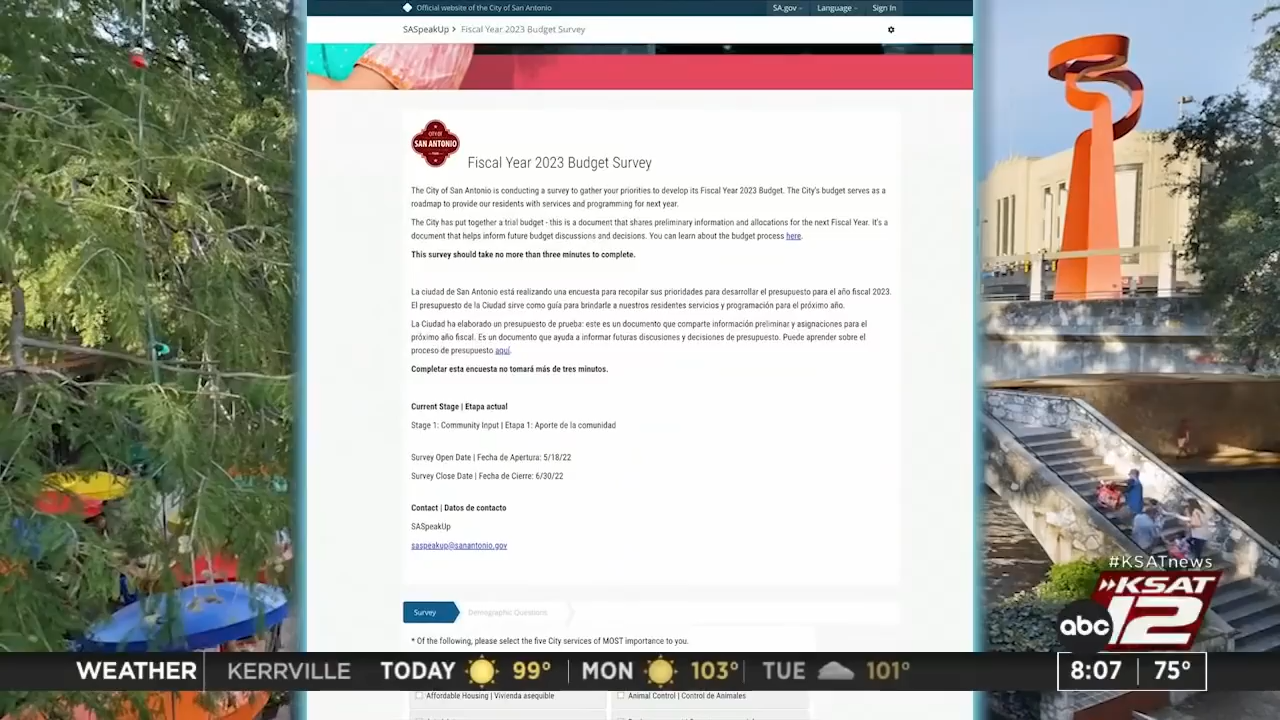 Official website of the City of San Antonio
SA.gov
Language
Sign In
SASpeakUp
Fiscal Year 2023 Budget Survey
CITY OF
SAN ANTONIO
Fiscal Year 2023 Budget Survey
The City of San Antonio is conducting a survey to gather your priorities to develop its Fiscal Year 2023 Budget. The City's budget serves as a
roadmap to provide our residents with services and programming for next year.
The City has put together a trial budget - this is a document that shares preliminary information and allocations for the next Fiscal Year. It's a
document that helps inform future budget discussions and decisions. You can learn about the budget process here.
This survey should take no more than three minutes to complete.
La ciudad de San Antonio está realizando una encuesta para recopilar sus prioridades para desarrollar el presupuesto para el año fiscal 2023.
El presupuesto de la Ciudad sirve como guía para brindarle a nuestros residentes servicios y programación para el próximo año.
La Ciudad ha elaborado un presupuesto de prueba: este es un documento que comparte información preliminar y asignaciones para el
próximo año fiscal. Es un documento que ayuda a informar futuras discusiones y decisiones de presupuesto. Puede aprender sobre el
proceso de presupuesto aquí.
Completar esta encuesta no tomará más de tres minutos.
Current Stage | Etapa actual
Stage 1: Community Input | Etapa 1: Aporte de la comunidad
Survey Open Date | Fecha de Apertura: 5/18/22
Survey Close Date | Fecha de Cierre: 6/30/22
Contact | Datos de contacto
SASpeakUp
saspeakup@sanantonio.gov
Survey
Demographic Questions
* Of the following, please select the five City services of MOST importance to you.
#KSATnews
KSAT
abc 12
WEATHER KERRVILLE TODAY 99° MON 103° TUE 101° 8:07 75°
Affordable Housing | Vivienda asequible
Animal Control | Control de Animales